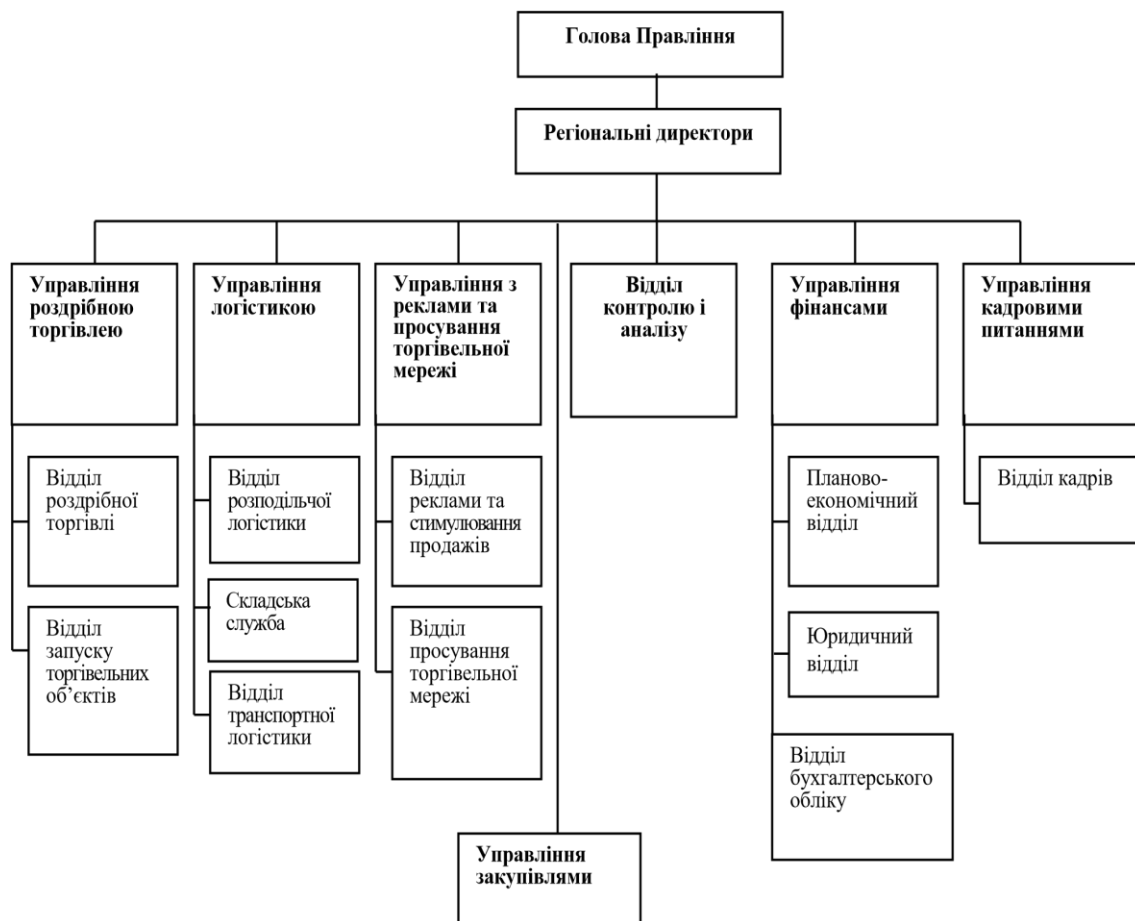 Голова Правління
Регіональні директори
Управління
роздрібною
торгівлею
Управління
логістикою
Управління з
реклами та
просування
торгівельної
мережі
Відділ
контролю і
аналізу
Управління
фінансами
Управління
кадровими
питаннями
Відділ
роздрібної
торгівлі
Відділ
розподільчої
логістики
Відділ
реклами та
стимулювання
продажів
Планово-
економічний
відділ
Відділ кадрів
Складська
служба
Відділ
запуску
торгівельних
об’єктів
Відділ
просування
торгівельної
мережі
Юридичний
відділ
Відділ
транспортної
логістики
Відділ
бухгалтерського
обліку
Управління
закупівлями